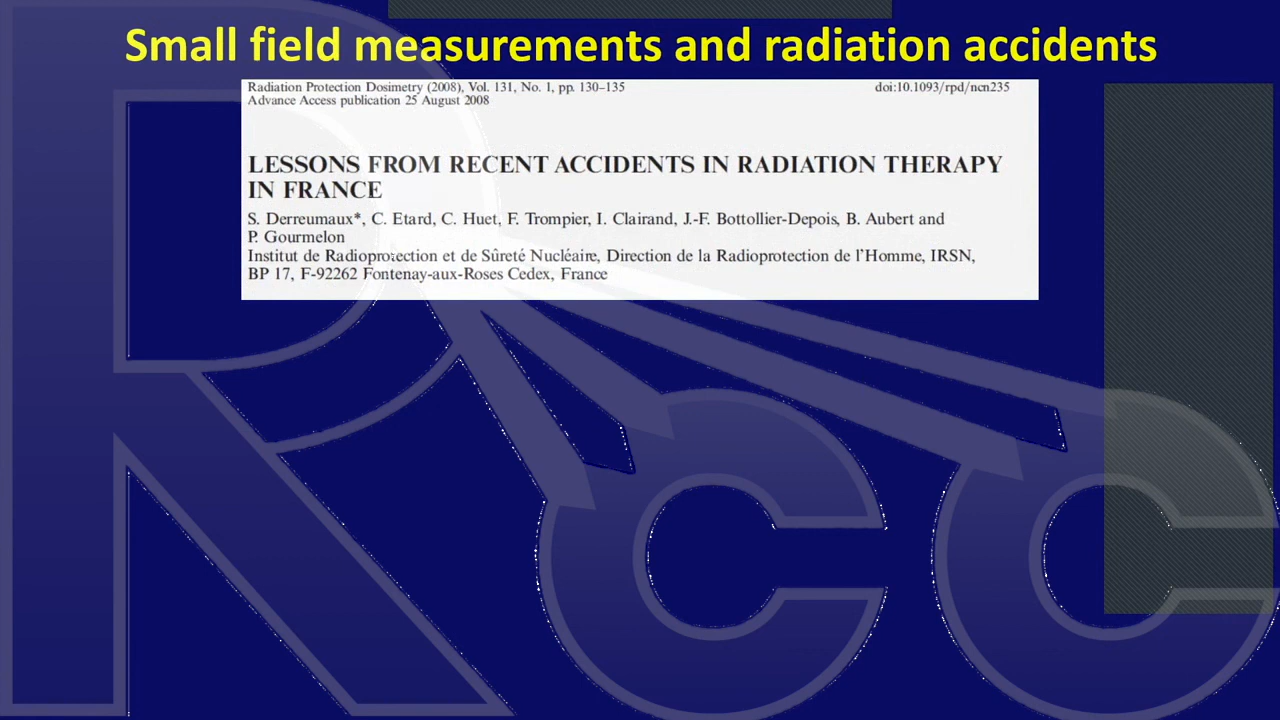 Small field measurements and radiation accidents
Radiation Protection Dosimetry (2008), Vol. 131, No. 1, pp. 130–135
doi:10.1093/rpd/ncn235
Advance Access publication 25 August 2008
LESSONS FROM RECENT ACCIDENTS IN RADIATION THERAPY
IN FRANCE
S. Derreumaux*, C. Etard, C. Huet, F. Trompier, I. Clairand, J.-F. Bottollier-Depois, B. Aubert and
P. Gourmelon
Institut de Radioprotection et de Sûreté Nucléaire, Direction de la Radioprotection de l'Homme, IRSN,
BP 17, F-92262 Fontenay-aux-Roses Cedex, France
Rcc